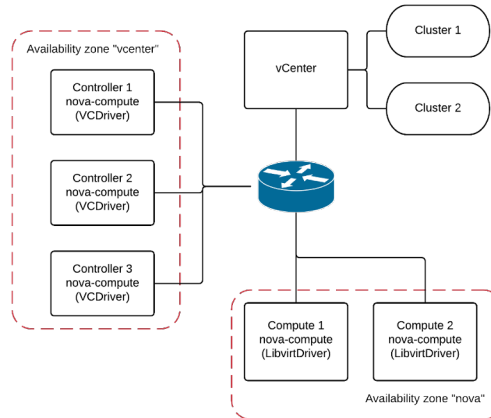 Availability zone "vcenter"
Controller 1
nova-compute
(VCDriver)
Controller 2
nova-compute
(VCDriver)
Controller 3
nova-compute
(VCDriver)
vCenter
Cluster 1
Cluster 2
Compute 1
nova-compute
(LibvirtDriver)
Compute 2
nova-compute
(LibvirtDriver)
Availability zone "nova"